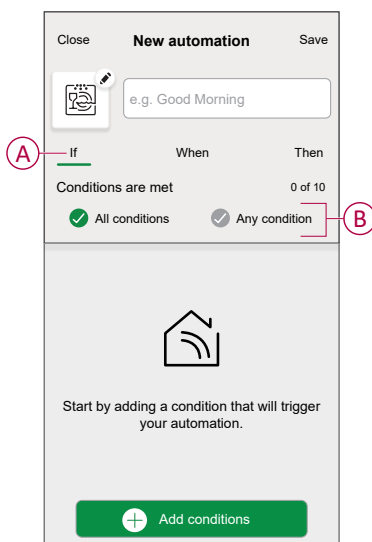 Close New automation Save
e.g. Good Morning
A If When Then
Conditions are met 0 of 10
All conditions Any condition B
Start by adding a condition that will trigger
your automation.
Add conditions